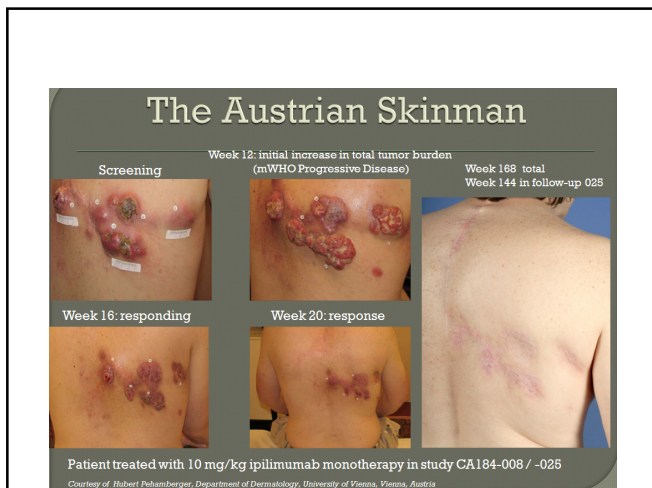 The Austrian Skinman
Week 12: initial increase in total tumor burden
(mWHO Progressive Disease)
Screening
Week 168 total
Week 144 in follow-up 025
Week 16: responding
Week 20: response
Patient treated with 10 mg/kg ipilimumab monotherapy in study CA184-008 / -025
Courtesy of Hubert Pehamberger, Department of Dermatology, University of Vienna, Vienna, Austria